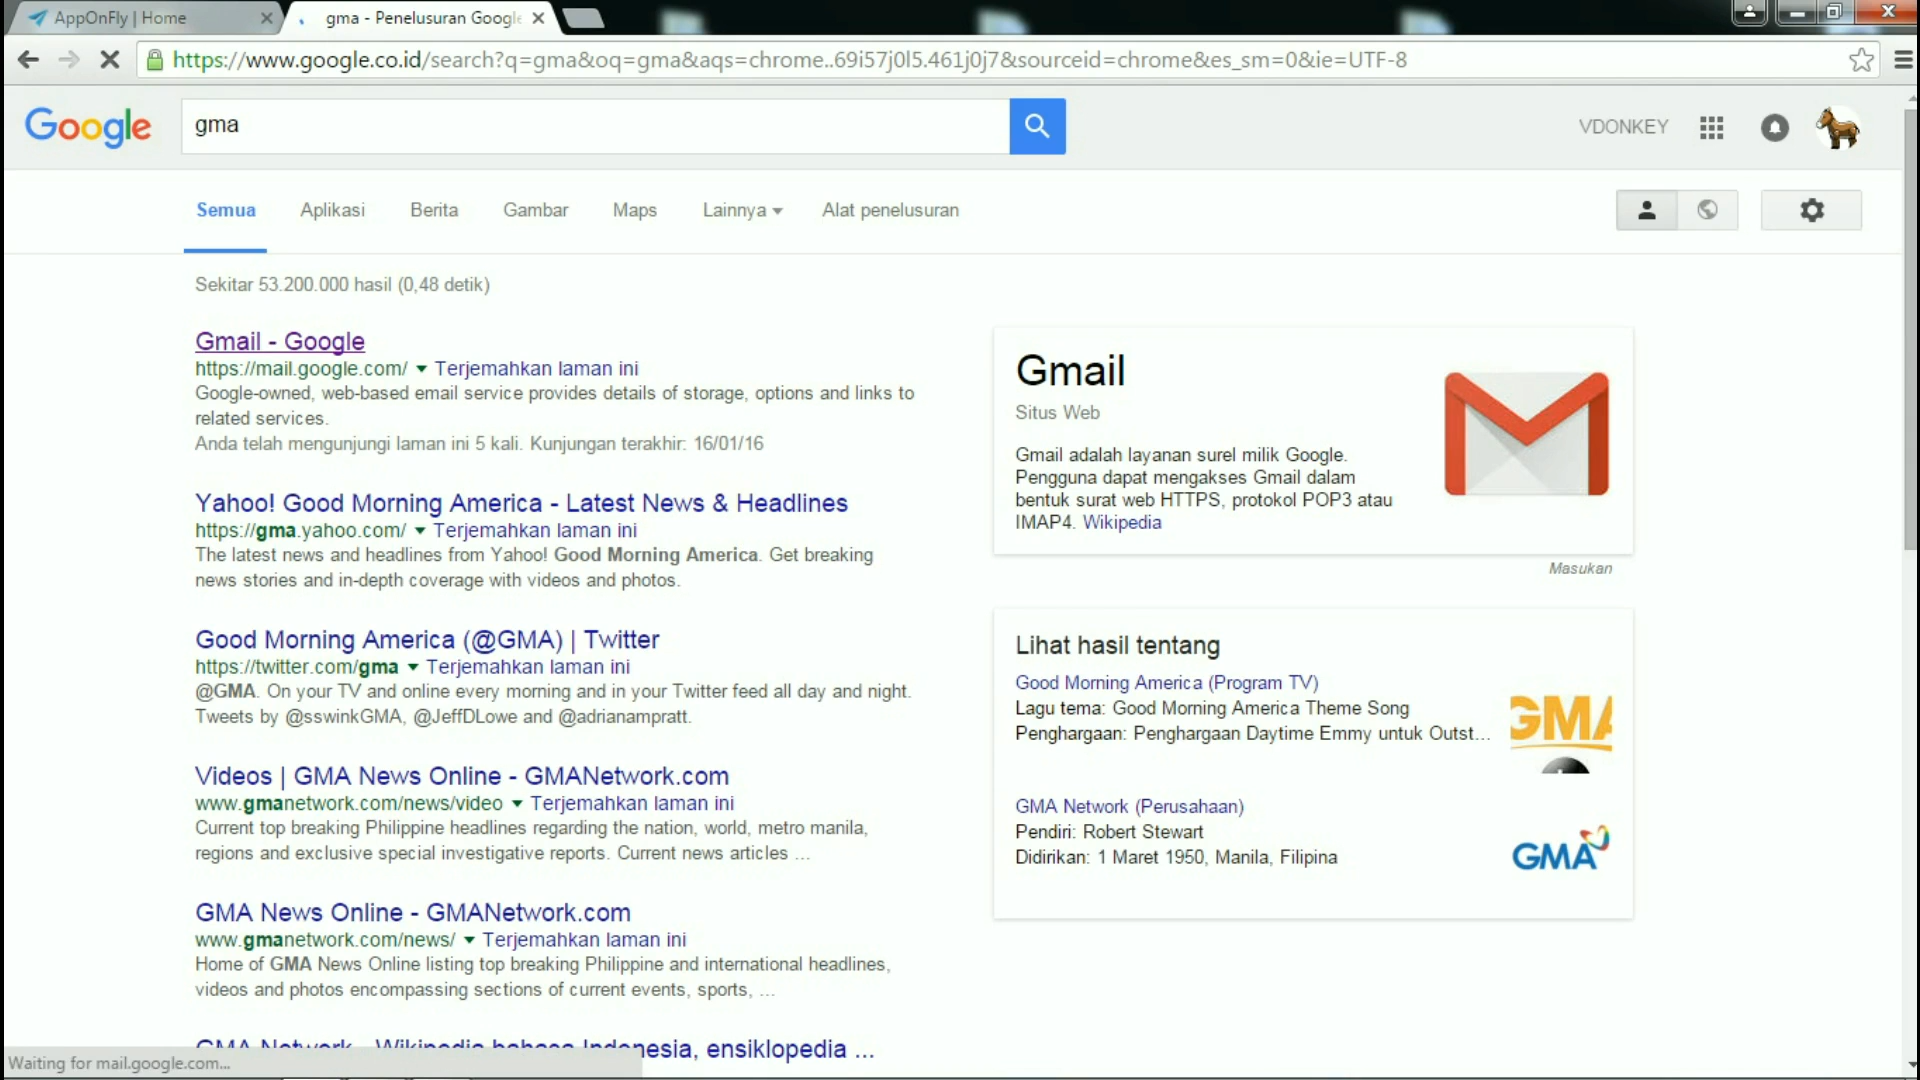 AppOnFly | Home
gma - Penelusuran Google
https://www.google.co.id/search?q=gma&oq=gma&aqs=chrome..69i57j0l5.461j0j7&sourceid=chrome&es_sm=0&ie=UTF-8
Google
gma
VDONKEY
Semua
Aplikasi
Berita
Gambar
Maps
Lainnya
Alat penelusuran
Sekitar 53.200.000 hasil (0,48 detik)
Gmail - Google
https://mail.google.com/ Terjemahkan laman ini
Google-owned, web-based email service provides details of storage, options and links to
related services.
Anda telah mengunjungi laman ini 5 kali. Kunjungan terakhir: 16/01/16
Yahoo! Good Morning America - Latest News & Headlines
https://gma.yahoo.com/ Terjemahkan laman ini
The latest news and headlines from Yahoo! Good Morning America. Get breaking
news stories and in-depth coverage with videos and photos.
Good Morning America (@GMA) | Twitter
https://twitter.com/gma Terjemahkan laman ini
@GMA. On your TV and online every morning and in your Twitter feed all day and night.
Tweets by @sswinkGMA, @JeffDLowe and @adrianampratt.
Videos | GMA News Online - GMANetwork.com
www.gmanetwork.com/news/video Terjemahkan laman ini
Current top breaking Philippine headlines regarding the nation, world, metro manila,
regions and exclusive special investigative reports. Current news articles ...
GMA News Online - GMANetwork.com
www.gmanetwork.com/news/ Terjemahkan laman ini
Home of GMA News Online listing top breaking Philippine and international headlines,
videos and photos encompassing sections of current events, sports, ...
GMA Network - Wikipedia bahasa Indonesia, ensiklopedia ...
Waiting for mail.google.com...
Gmail
Situs Web
Gmail adalah layanan surel milik Google.
Pengguna dapat mengakses Gmail dalam
bentuk surat web HTTPS, protokol POP3 atau
IMAP4. Wikipedia
Masukan
Lihat hasil tentang
Good Morning America (Program TV)
Lagu tema: Good Morning America Theme Song
Penghargaan: Penghargaan Daytime Emmy untuk Outst...
GMA
GMA Network (Perusahaan)
Pendiri: Robert Stewart
Didirikan: 1 Maret 1950, Manila, Filipina
GMA